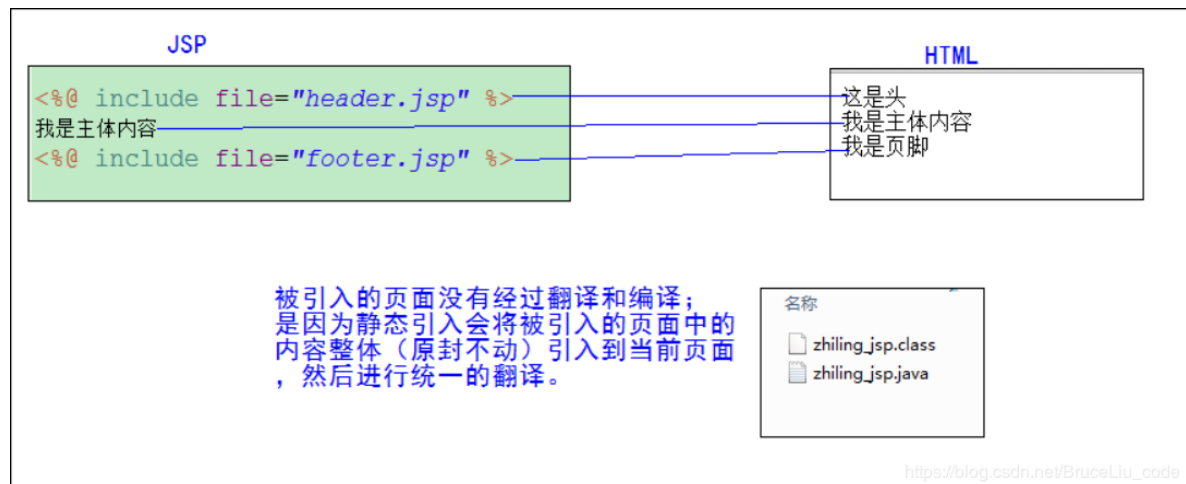 JSP
HTML
<%@ include file="header.jsp" %>
我是主体内容
<%@ include file="footer.jsp" %>
这是头
我是主体内容
我是页脚
被引入的页面没有经过翻译和编译；
是因为静态引入会将被引入的页面中的
内容整体（原封不动）引入到当前页面
，然后进行统一的翻译。
名称
zhiling_jsp.class
zhiling_jsp.java
https://blog.csdn.net/BruceLiu_code